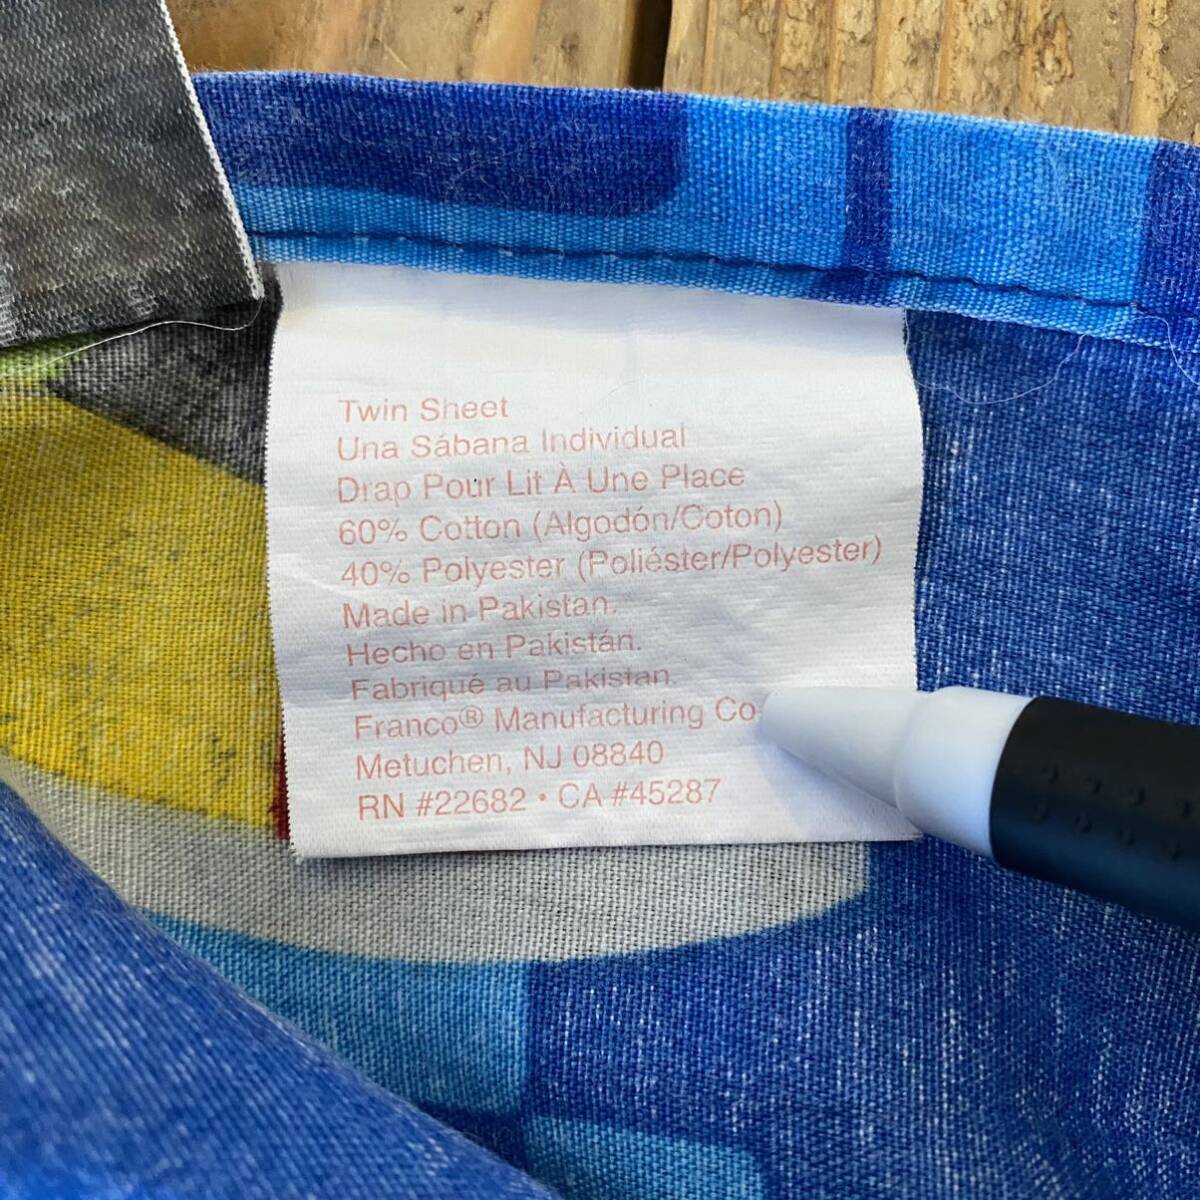 Twin Sheet
Una Sábana Individual
Drap Pour Lit À Une Place
60% Cotton (Algodón/Coton)
40% Polyester (Poliéster/Polyester)
Made in Pakistan.
Hecho en Pakistán.
Fabriqué au Pakistan.
Franco® Manufacturing Co
Metuchen, NJ 08840
RN #22682 • CA #45287